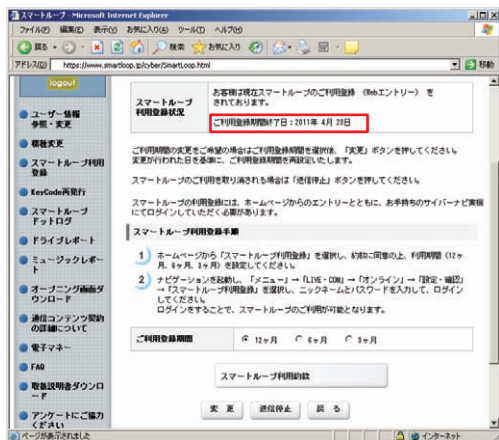 スマートループ - Microsoft Internet Explorer
ファイル(F) 編集(E) 表示(V) お気に入り(A) ツール(T) ヘルプ(H)
戻る 検索 お気に入り
アドレス(D) https://www.smartloop.jp/cyber/SmartLoop.html 移動
logout
ユーザー情報
参照・変更
機種変更
スマートループ利用
登録
KeyCode再発行
スマートループ
ドットログ
ドライブレポート
ミュージックレポー
ト
オープニング画面ダ
ウンロード
通信コンテンツ契約
の詳細について
電子マネー
FAQ
取扱説明書ダウンロ
ード
アンケートにご協力
ください
スマートループ
利用登録状況
お客様は現在スマートループのご利用登録 (Webエントリー) を
されております。
ご利用登録期間終了日:2011年 4月 23日
ご利用登録期間の変更をご希望の場合はご利用登録期間を選択後、「変更」ボタンを押してください。
変更が行われた日を基準に、ご利用登録期間を再設定いたします。
スマートループのご利用を取り消される場合は「送信停止」ボタンを押してください。
スマートループの利用登録には、ホームページからのエントリーとともに、お手持ちのサイバーナビ実機
にてログインしていただく必要があります。
スマートループ利用登録手順
1) ホームページから「スマートループ利用登録」を選択し、約款に同意の上、利用期間(12ヶ
月、6ヶ月、3ヶ月)を設定してください。
2) ナビゲーションを起動し、「メニュー」→「LIVE・COM」→「オンライン」→「設定・確認」
→「スマートループ利用登録」を選択し、ニックネームとパスワードを入力して、ログイン
してください。
ログインをすることで、スマートループのご利用が可能となります。
ご利用登録期間 12ヶ月 6ヶ月 3ヶ月
スマートループ利用約款
変 更 送信停止 戻 る
ページが表示されました インターネット